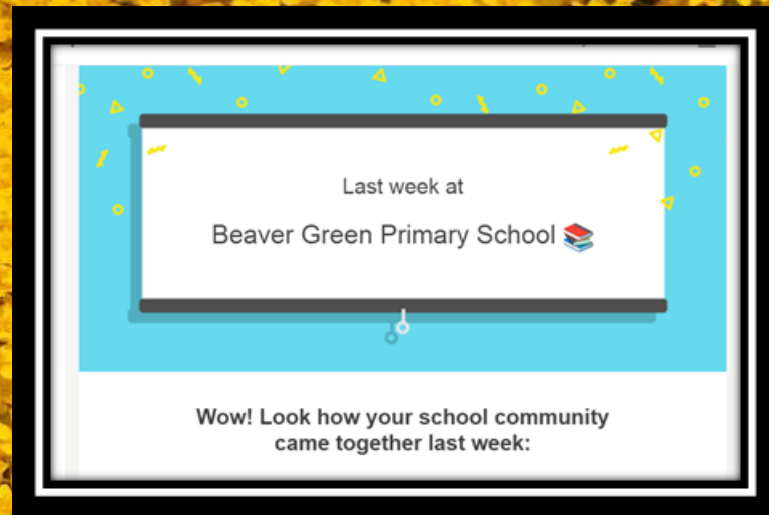 Last week at
Beaver Green Primary School 📚
Wow! Look how your school community
came together last week: